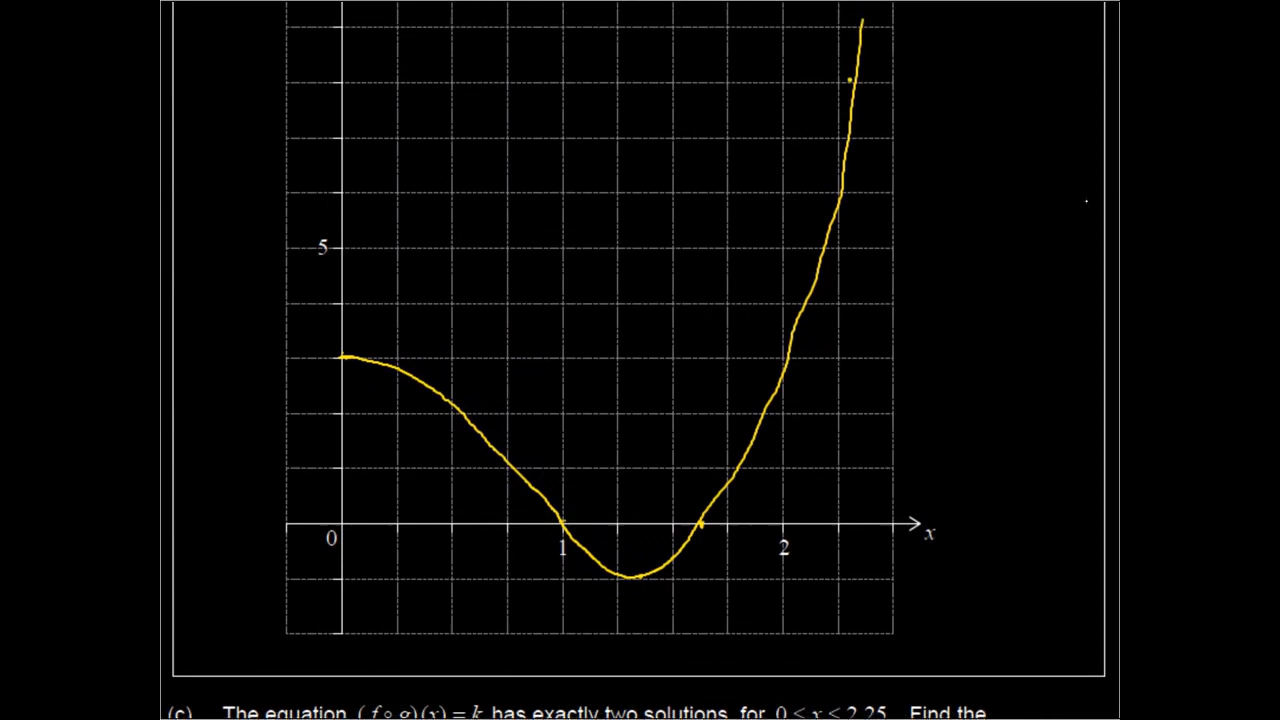 5
0
1
2
x
(c) The equation (f ∘ g)(x) = k has exactly two solutions, for 0 ≤ x ≤ 2.25. Find the